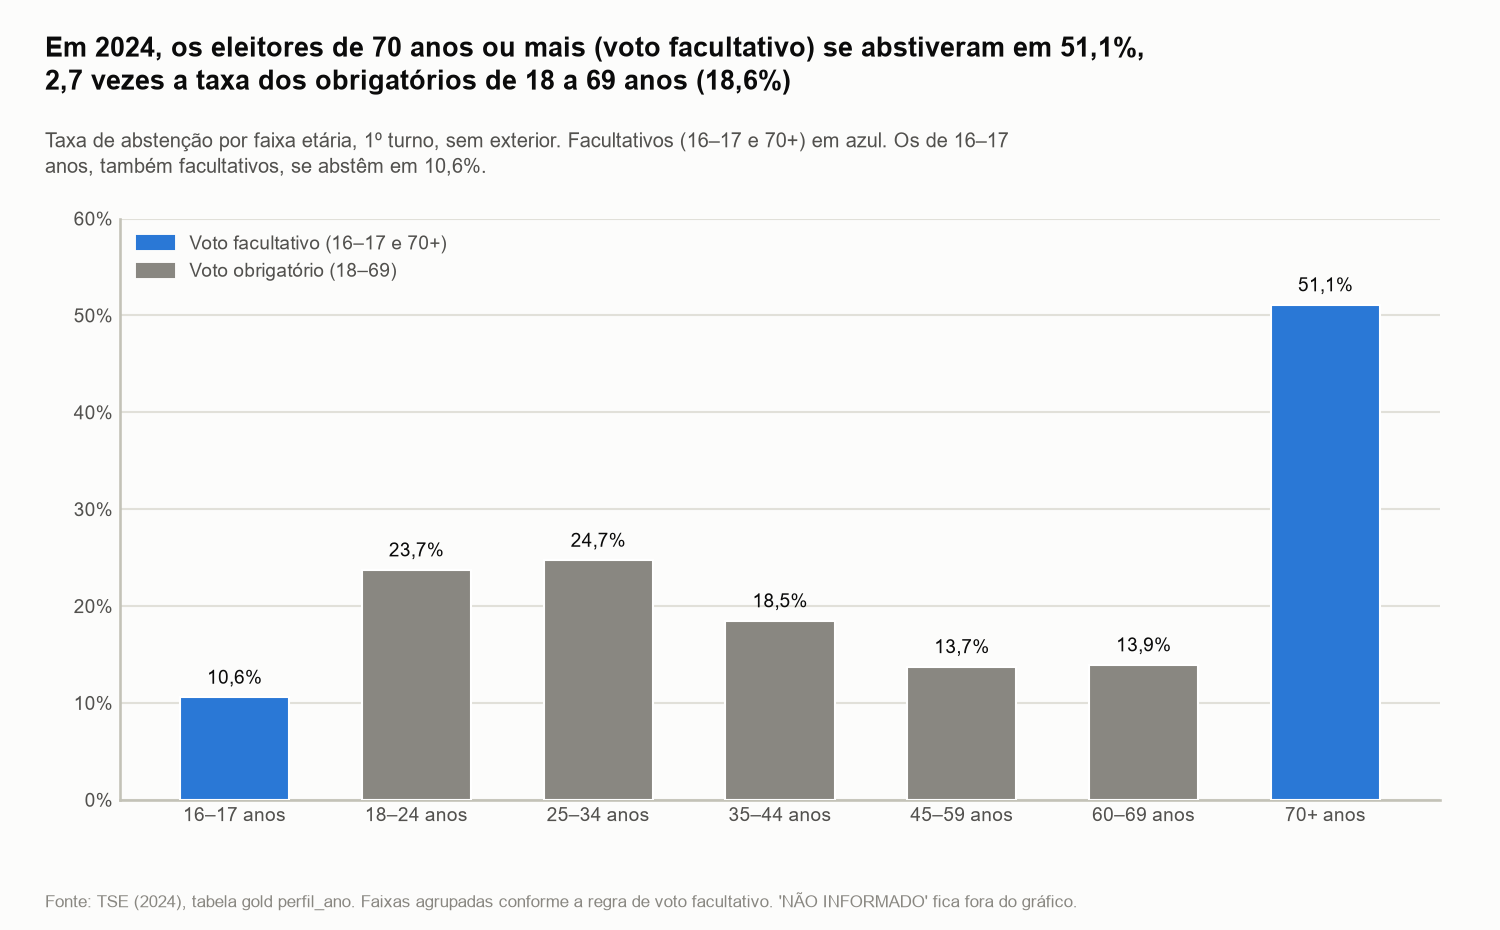 Em 2024, os eleitores de 70 anos ou mais (voto facultativo) se abstiveram em 51,1%,
2,7 vezes a taxa dos obrigatórios de 18 a 69 anos (18,6%)
Taxa de abstenção por faixa etária, 1º turno, sem exterior. Facultativos (16–17 e 70+) em azul. Os de 16–17
anos, também facultativos, se abstêm em 10,6%.
60%
50%
40%
30%
20%
10%
0%
Voto facultativo (16–17 e 70+)
Voto obrigatório (18–69)
10,6%
23,7%
24,7%
18,5%
13,7%
13,9%
51,1%
16–17 anos
18–24 anos
25–34 anos
35–44 anos
45–59 anos
60–69 anos
70+ anos
Fonte: TSE (2024), tabela gold perfil_ano. Faixas agrupadas conforme a regra de voto facultativo. 'NÃO INFORMADO' fica fora do gráfico.